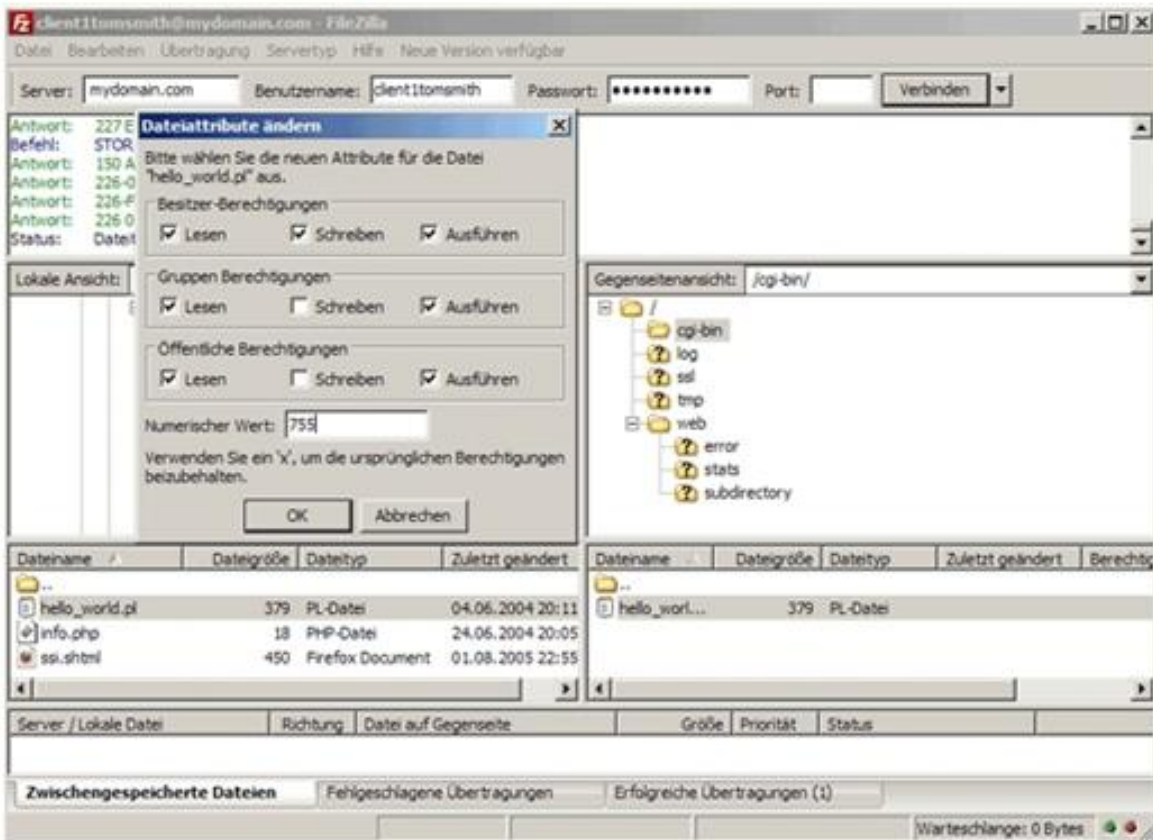 client1tomsmith@mydomain.com - FileZilla
Datei Bearbeiten Übertragung Servertyp Hilfe Neue Version verfügbar
Server: mydomain.com Benutzername: client1tomsmith Passwort: •••••••••• Port: Verbinden
Antwort: 227 E
Befehl: STOR
Antwort: 150 A
Antwort: 226-0
Antwort: 226-F
Antwort: 226 0
Status: Dateit
Dateiattribute ändern
Bitte wählen Sie die neuen Attribute für die Datei
"hello_world.pl" aus.
Besitzer-Berechtigungen
Lesen Schreiben Ausführen
Gruppen Berechtigungen
Lesen Schreiben Ausführen
Öffentliche Berechtigungen
Lesen Schreiben Ausführen
Numerischer Wert: 755
Verwenden Sie ein 'x', um die ursprünglichen Berechtigungen
beizubehalten.
OK Abbrechen
Lokale Ansicht:
Gegenseitenansicht: /cgi-bin/
/
cgi-bin
log
ssl
tmp
web
error
stats
subdirectory
Dateiname Dateigröße Dateityp Zuletzt geändert
..
hello_world.pl 379 PL-Datei 04.06.2004 20:11
info.php 18 PHP-Datei 24.06.2004 20:05
ssi.shtml 450 Firefox Document 01.08.2005 22:55
Dateiname Dateigröße Dateityp Zuletzt geändert Berechtig
..
hello_worl... 379 PL-Datei
Server / Lokale Datei Richtung Datei auf Gegenseite Größe Priorität Status
Zwischengespeicherte Dateien Fehlgeschlagene Übertragungen Erfolgreiche Übertragungen (1)
Warteschlange: 0 Bytes